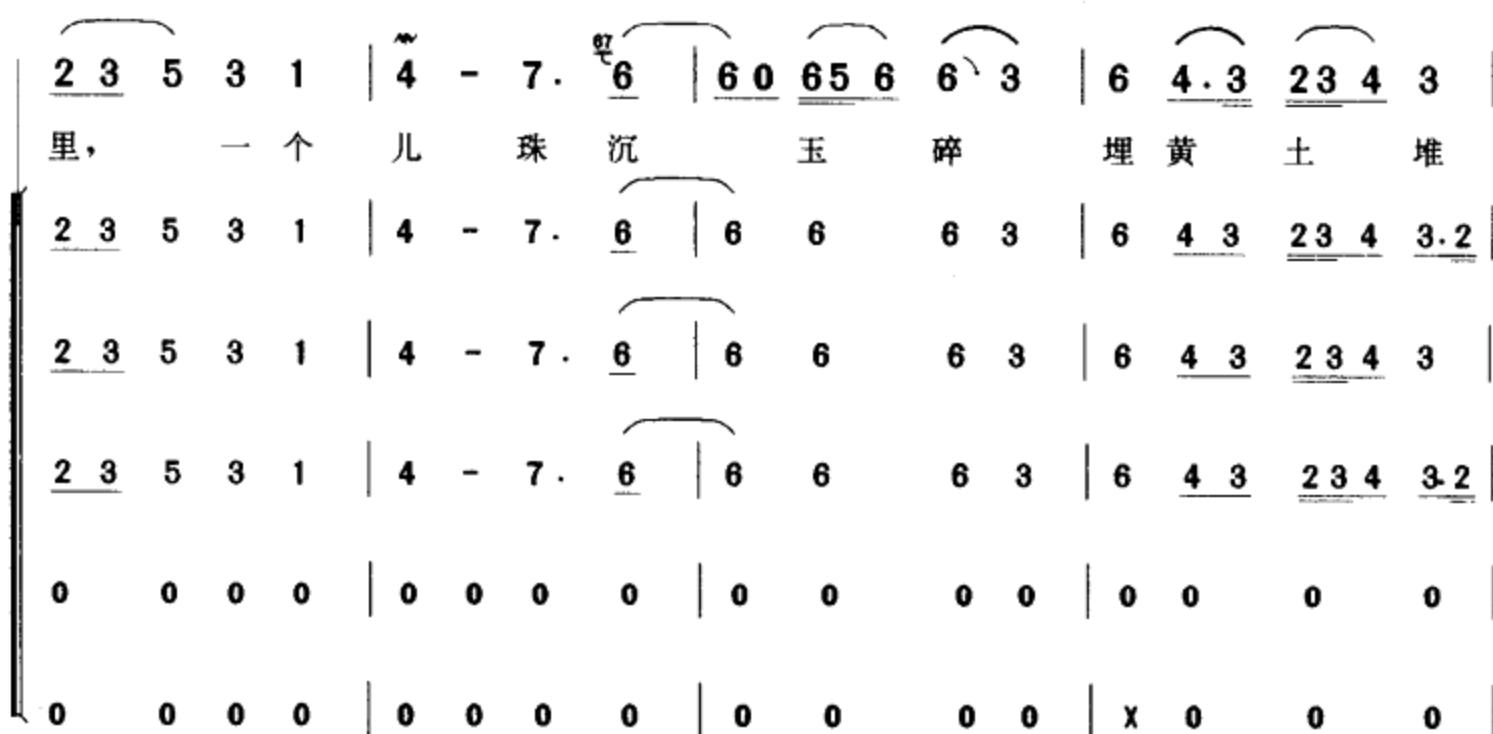 2 3 5 3 1 | 4 - 7. 67 6 | 6 0 65 6 6 3 | 6 4 . 3 23 4 3 |
里， 一 个 儿 珠 沉 玉 碎 埋 黄 土 堆
2 3 5 3 1 | 4 - 7. 6 | 6 6 6 3 | 6 4 3 23 4 3.2 |
2 3 5 3 1 | 4 - 7. 6 | 6 6 6 3 | 6 4 3 23 4 3 |
2 3 5 3 1 | 4 - 7. 6 | 6 6 6 3 | 6 4 3 23 4 3.2 |
0 0 0 0 | 0 0 0 0 | 0 0 0 0 | 0 0 0 0 |
0 0 0 0 | 0 0 0 0 | 0 0 0 0 | X 0 0 0 |